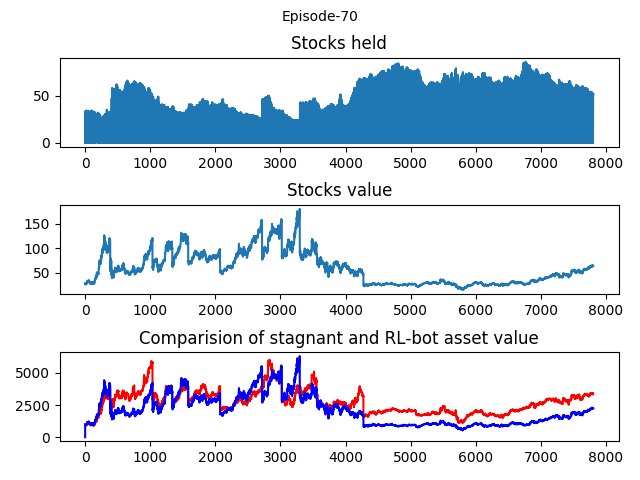 Episode-70
Stocks held
50
0
0 1000 2000 3000 4000 5000 6000 7000 8000
Stocks value
150
100
50
0 1000 2000 3000 4000 5000 6000 7000 8000
Comparision of stagnant and RL-bot asset value
5000
2500
0
0 1000 2000 3000 4000 5000 6000 7000 8000